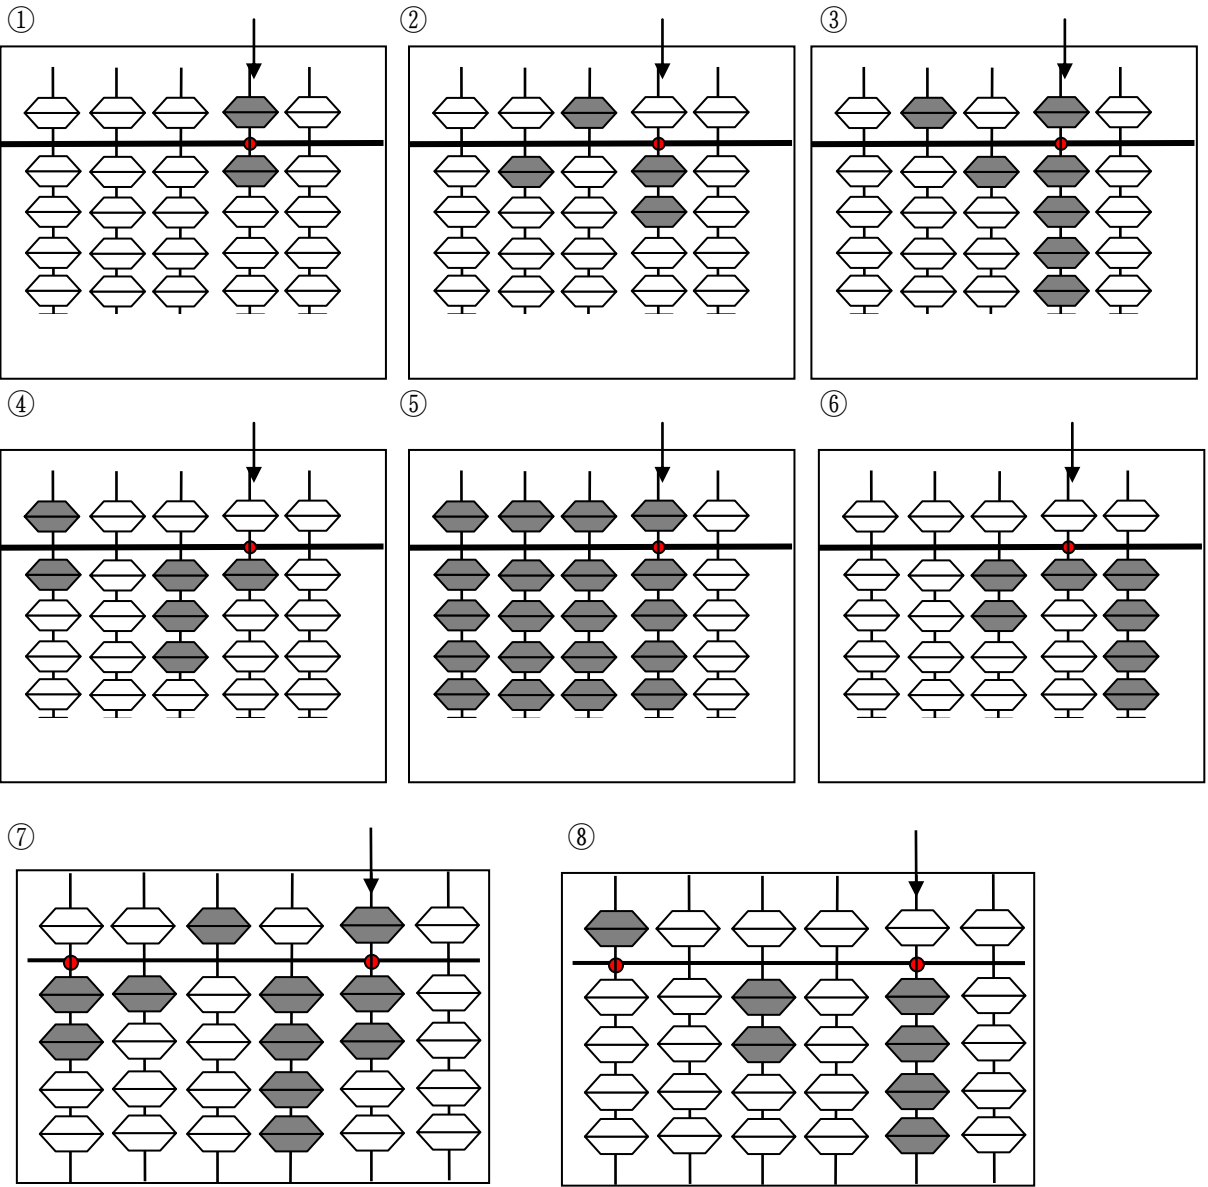 ① ② ③
④ ⑤ ⑥
⑦ ⑧